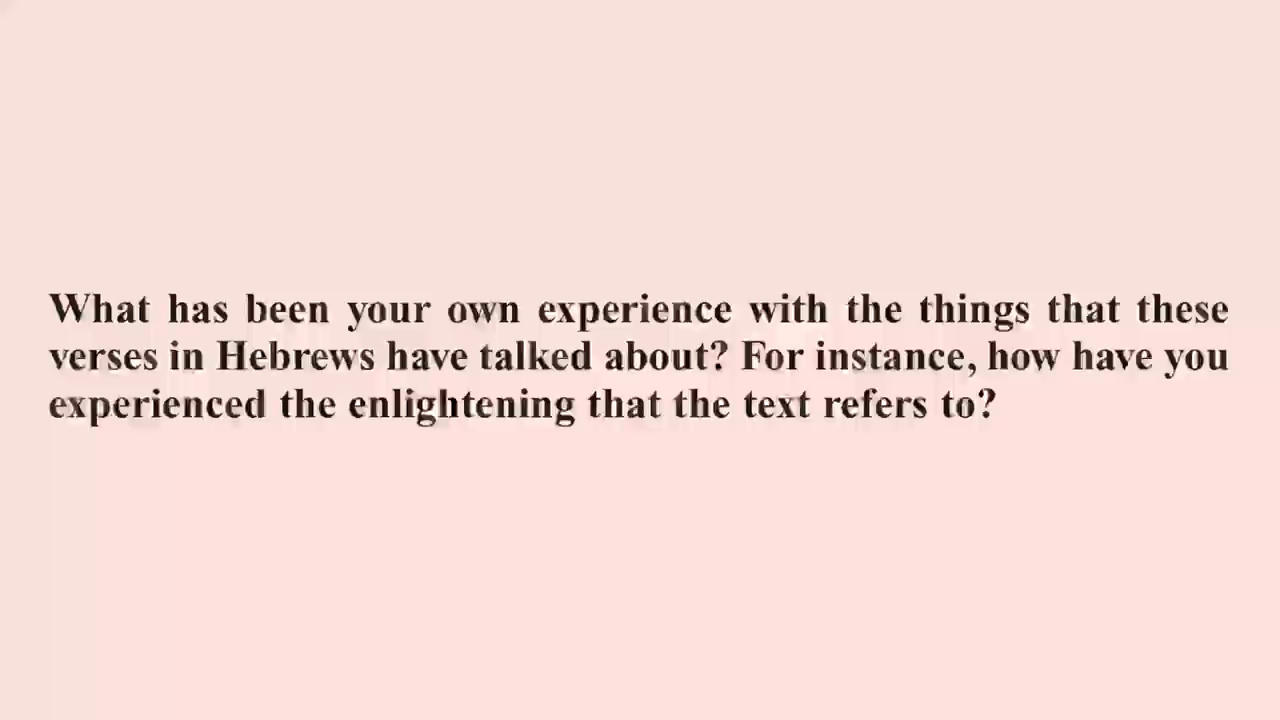 What has been your own experience with the things that these
verses in Hebrews have talked about? For instance, how have you
experienced the enlightening that the text refers to?